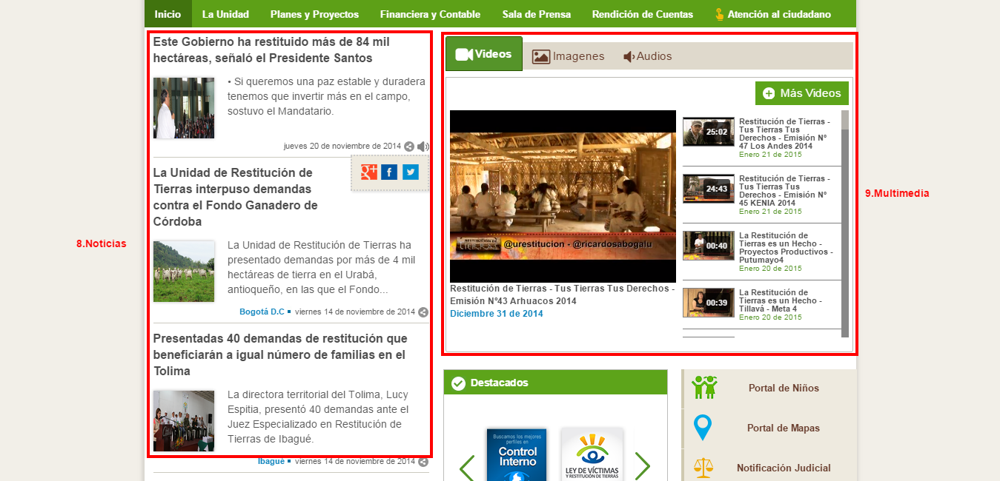 Inicio
La Unidad
Planes y Proyectos
Financiera y Contable
Sala de Prensa
Rendición de Cuentas
Atención al ciudadano
8.Noticias
Este Gobierno ha restituido más de 84 mil
hectáreas, señaló el Presidente Santos
• Si queremos una paz estable y duradera
tenemos que invertir más en el campo,
sostuvo el Mandatario.
jueves 20 de noviembre de 2014
La Unidad de Restitución de
Tierras interpuso demandas
contra el Fondo Ganadero de
Córdoba
La Unidad de Restitución de Tierras ha
presentado demandas por más de 4 mil
hectáreas de tierra en el Urabá,
antioqueño, en las que el Fondo...
Bogotá D.C ▪ viernes 14 de noviembre de 2014
Presentadas 40 demandas de restitución que
beneficiarán a igual número de familias en el
Tolima
La directora territorial del Tolima, Lucy
Espitia, presentó 40 demandas ante el
Juez Especializado en Restitución de
Tierras de Ibagué.
Ibagué ▪ viernes 14 de noviembre de 2014
9.Multimedia
Videos
Imagenes
Audios
Más Videos
RESTITUCIÓN DE
TIERRAS
@urestitucion - @ricardosabogalu
Restitución de Tierras - Tus Tierras Tus Derechos -
Emisión N°43 Arhuacos 2014
Diciembre 31 de 2014
25:02
Restitución de Tierras -
Tus Tierras Tus
Derechos - Emisión N°
47 Los Andes 2014
Enero 21 de 2015
24:43
Restitución de Tierras -
Tus Tierras Tus
Derechos - Emisión N°
45 KENIA 2014
Enero 21 de 2015
00:40
La Restitución de
Tierras es un Hecho -
Proyectos Productivos -
Putumayo4
Enero 20 de 2015
00:39
La Restitución de
Tierras es un Hecho -
Tillavá - Meta 4
Enero 20 de 2015
Destacados
Buscamos los mejores
perfiles en
Control
Interno
LEY DE VÍCTIMAS
Y RESTITUCIÓN DE TIERRAS
Portal de Niños
Portal de Mapas
Notificación Judicial